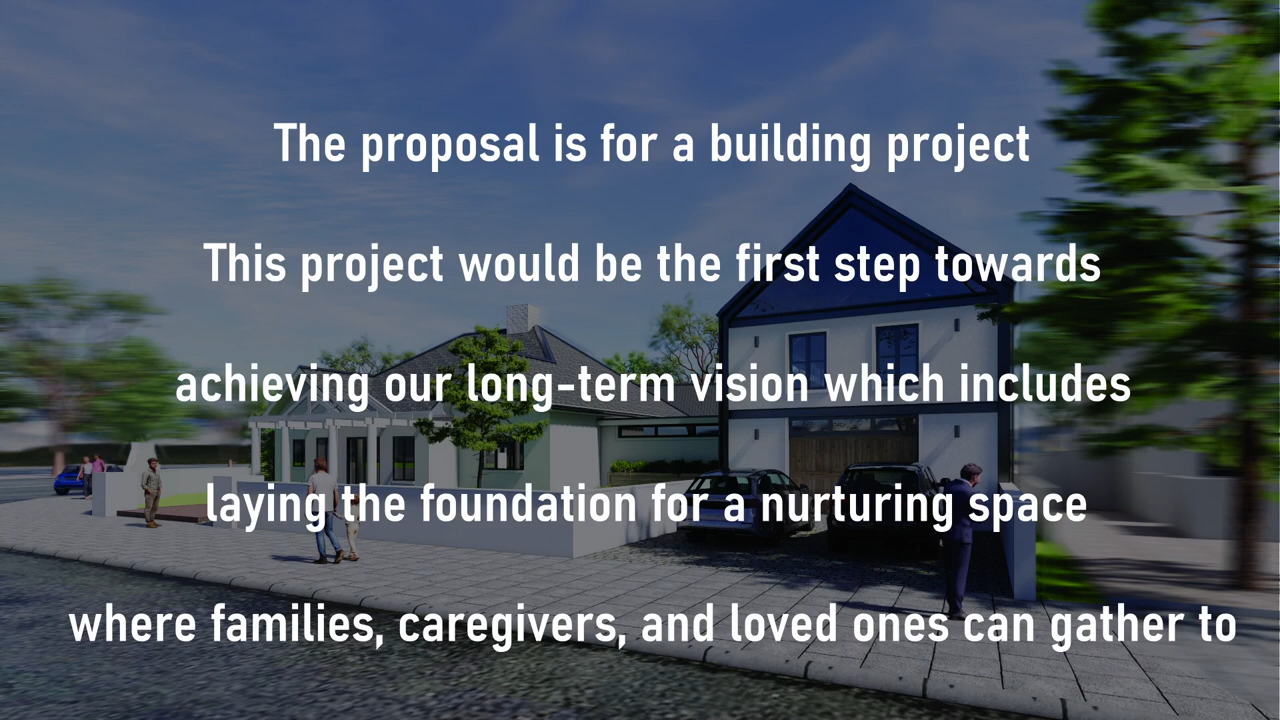 The proposal is for a building project
This project would be the first step towards
achieving our long-term vision which includes
laying the foundation for a nurturing space
where families, caregivers, and loved ones can gather to